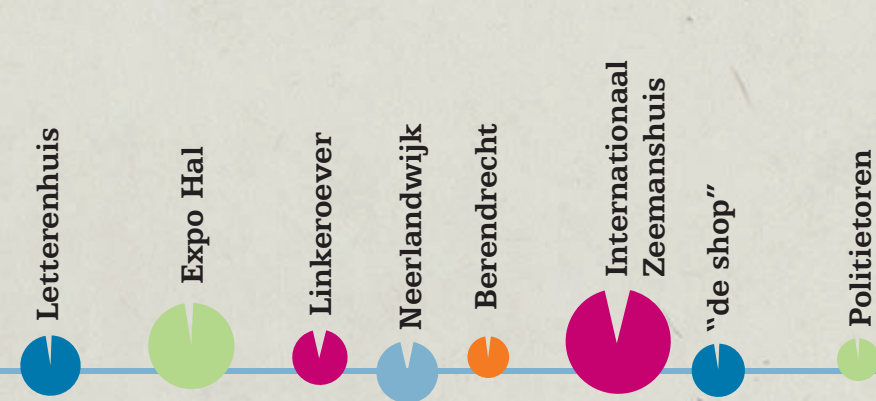 Letterenhuis
Expo Hal
Linkeroever
Neerlandwijk
Berendrecht
Internationaal
Zeemanshuis
“de shop”
Politietoren